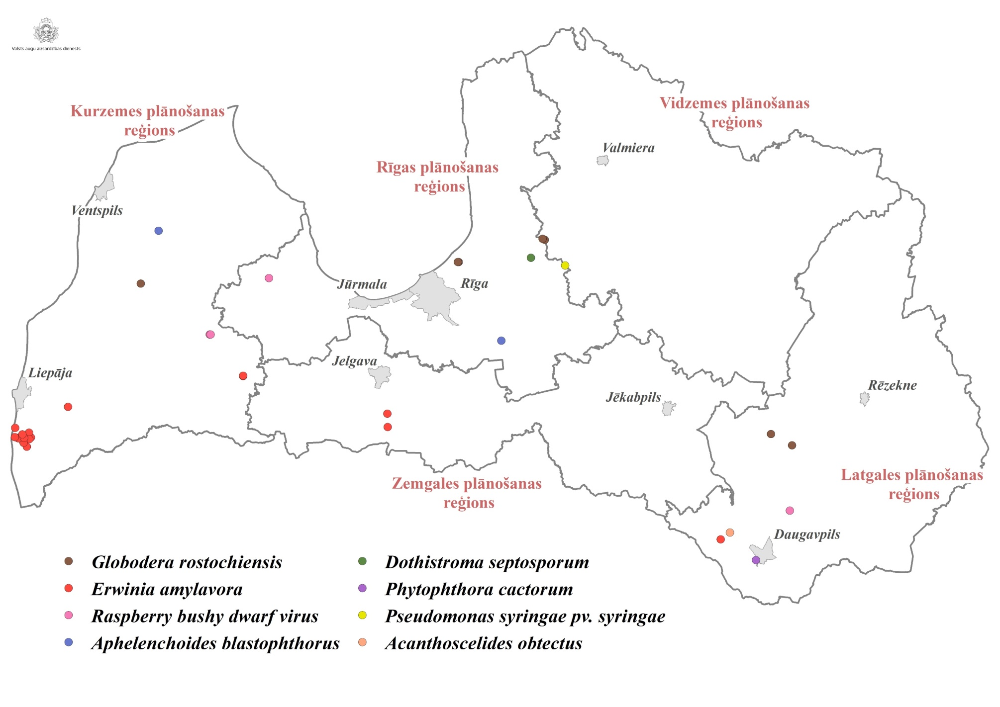 Valsts augu aizsardzības dienests
Kurzemes plānošanas
reģions
Vidzemes plānošanas
reģions
Valmiera
Rīgas plānošanas
reģions
Ventspils
Jūrmala
Rīga
Jelgava
Liepāja
Jēkabpils
Rēzekne
Zemgales plānošanas
reģions
Latgales plānošanas
reģions
Daugavpils
Globodera rostochiensis
Erwinia amylavora
Raspberry bushy dwarf virus
Aphelenchoides blastophthorus
Dothistroma septosporum
Phytophthora cactorum
Pseudomonas syringae pv. syringae
Acanthoscelides obtectus